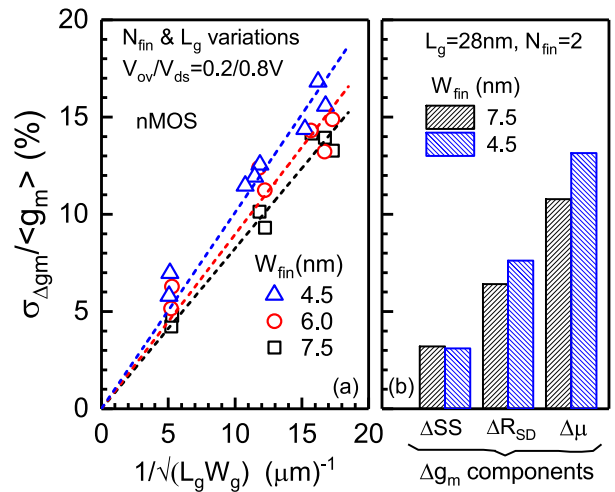 σ_Δgm/<g_m> (%)
20
15
10
5
0
N_fin & L_g variations
V_ov/V_ds=0.2/0.8V
nMOS
W_fin(nm)
4.5
6.0
7.5
(a)
0 5 10 15 20
1/√(L_gW_g) (μm)^-1
L_g=28nm, N_fin=2
W_fin (nm)
7.5
4.5
(b)
ΔSS ΔR_SD Δμ
Δg_m components